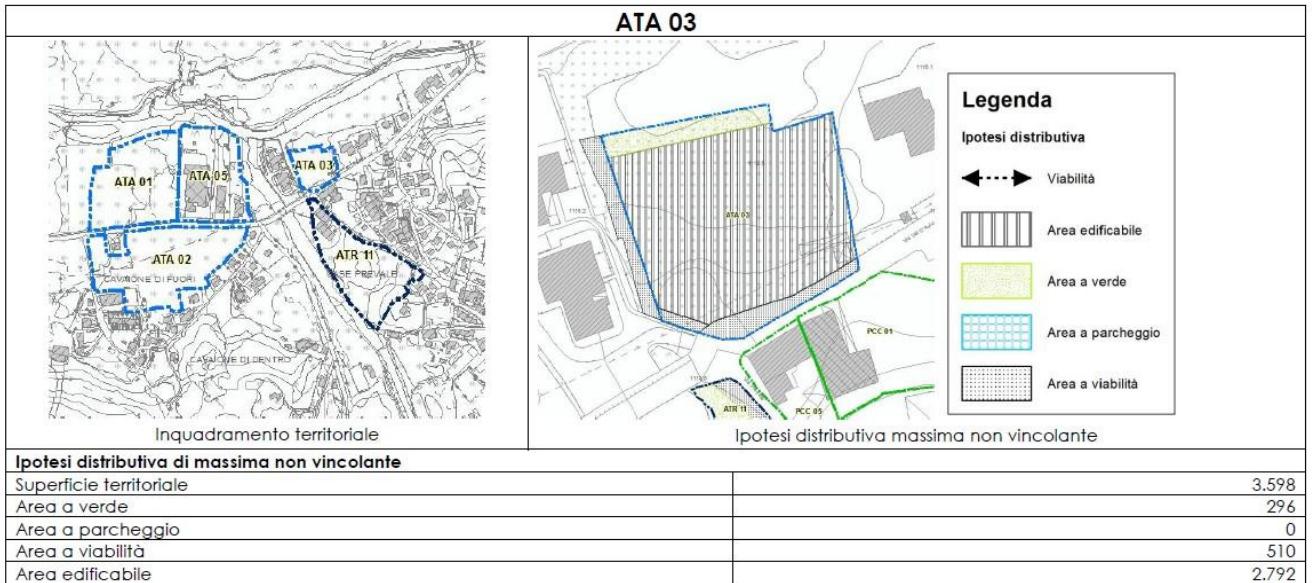 ATA 03
ATA 01
ATA 05
ATA 03
ATA 02
CAVAIONE DI FUORI
ATR 11
CAVAIONE DI DENTRO
Inquadramento territoriale
ATA 03
PCC 01
ATR 11
PCC 05
Ipotesi distributiva massima non vincolante
Legenda
Ipotesi distributiva
Viabilità
Area edificabile
Area a verde
Area a parcheggio
Area a viabilità
Ipotesi distributiva di massima non vincolante
Superficie territoriale 3.598
Area a verde 296
Area a parcheggio 0
Area a viabilità 510
Area edificabile 2.792